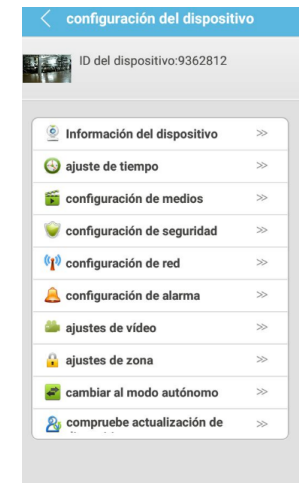 configuración del dispositivo
ID del dispositivo:9362812
Información del dispositivo
ajuste de tiempo
configuración de medios
configuración de seguridad
configuración de red
configuración de alarma
ajustes de vídeo
ajustes de zona
cambiar al modo autónomo
compruebe actualización de